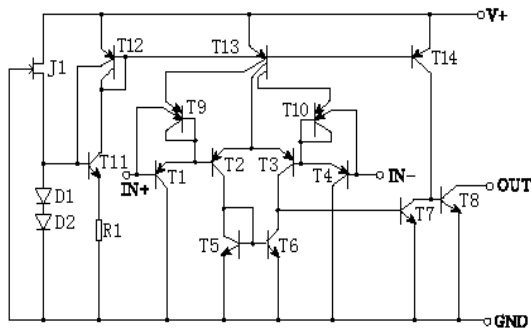 V+
T12
T13
J1
T14
T9
T10
T11
IN+
T1
T2
T3
T4
IN-
OUT
D1
T7
T8
D2
R1
T5
T6
GND